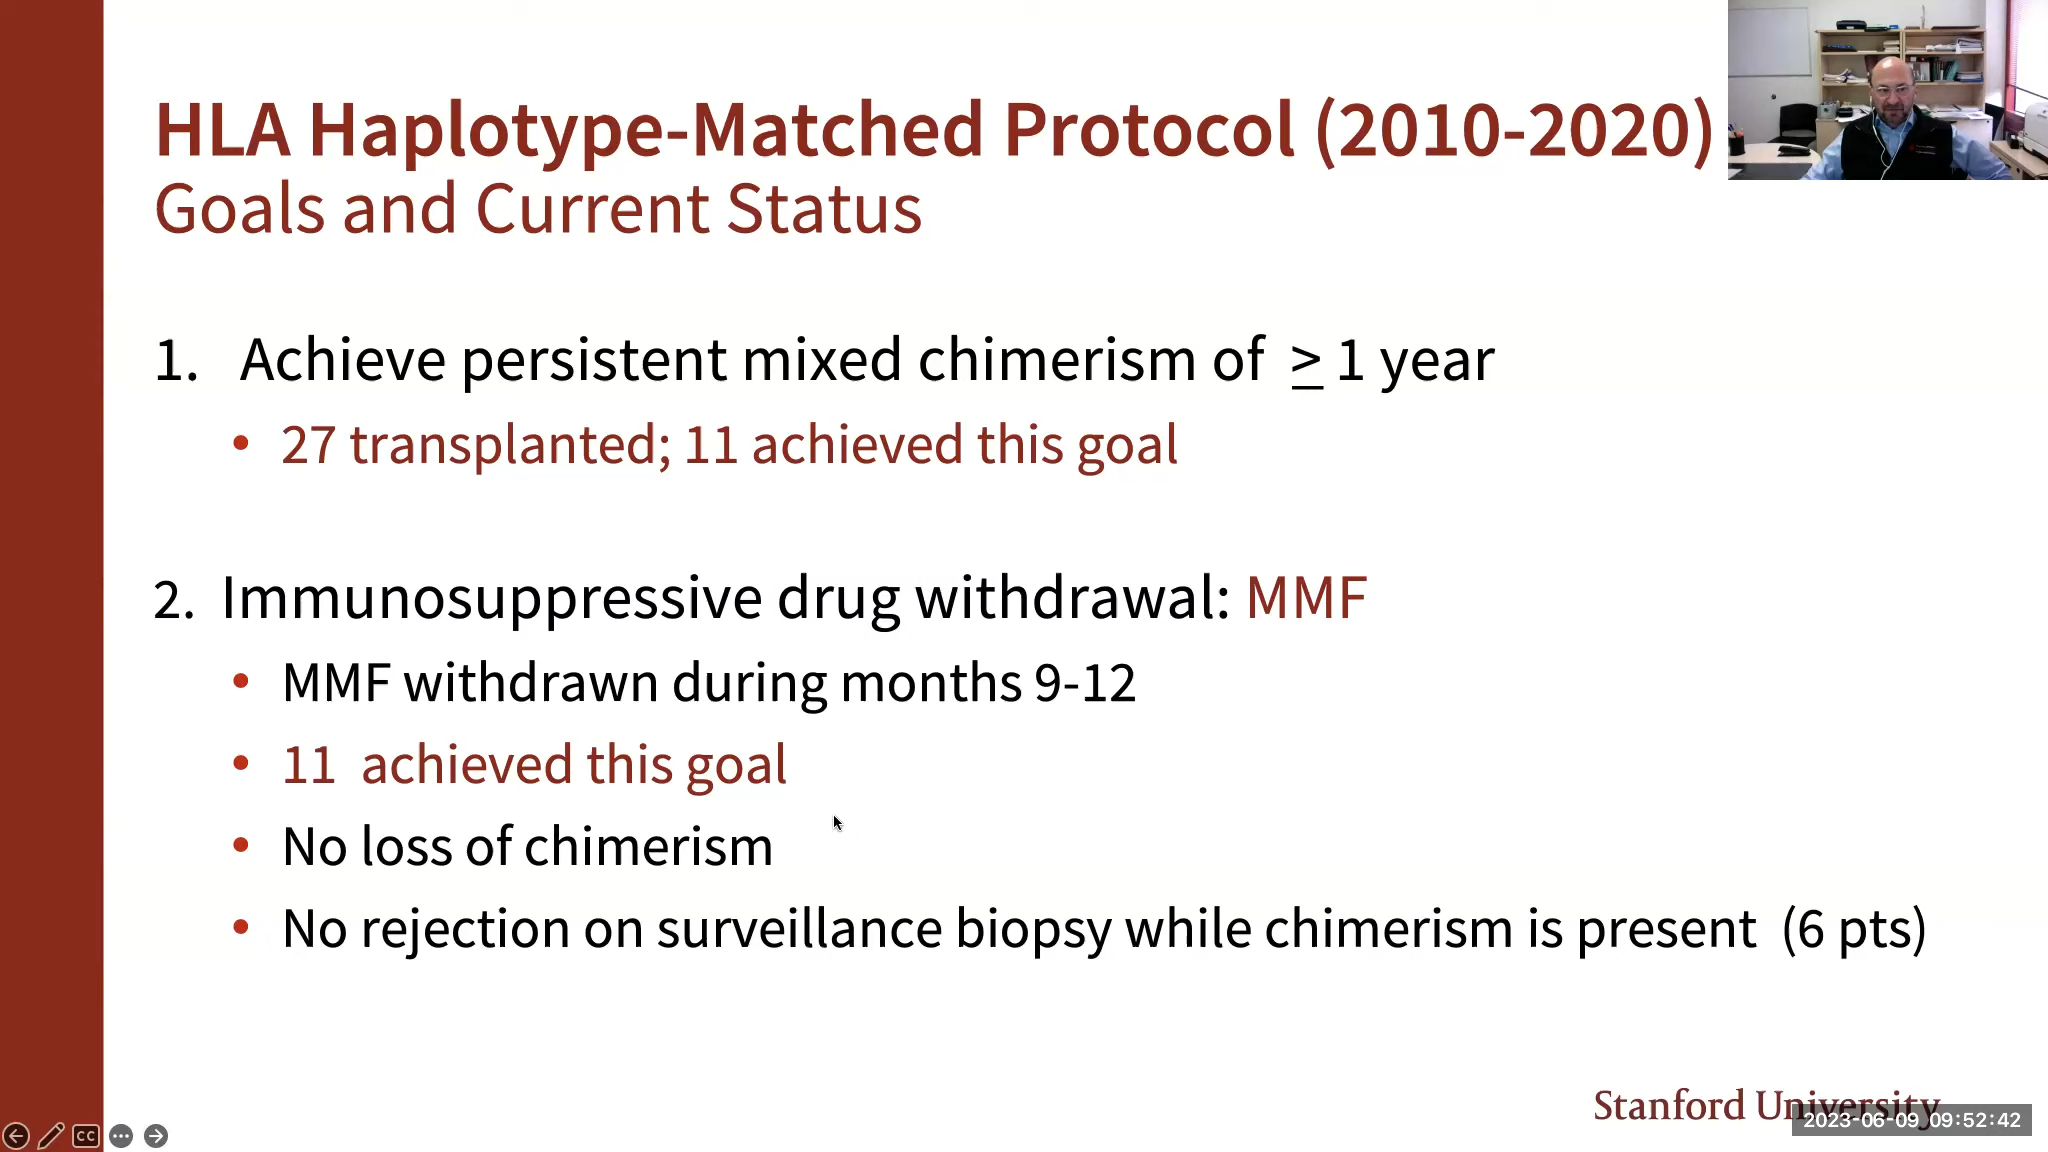 HLA Haplotype-Matched Protocol (2010-2020)
Goals and Current Status
1. Achieve persistent mixed chimerism of ≥ 1 year
• 27 transplanted; 11 achieved this goal
2. Immunosuppressive drug withdrawal: MMF
• MMF withdrawn during months 9-12
• 11 achieved this goal
• No loss of chimerism
• No rejection on surveillance biopsy while chimerism is present (6 pts)
Stanford University
2023-06-09 09:52:42
CC